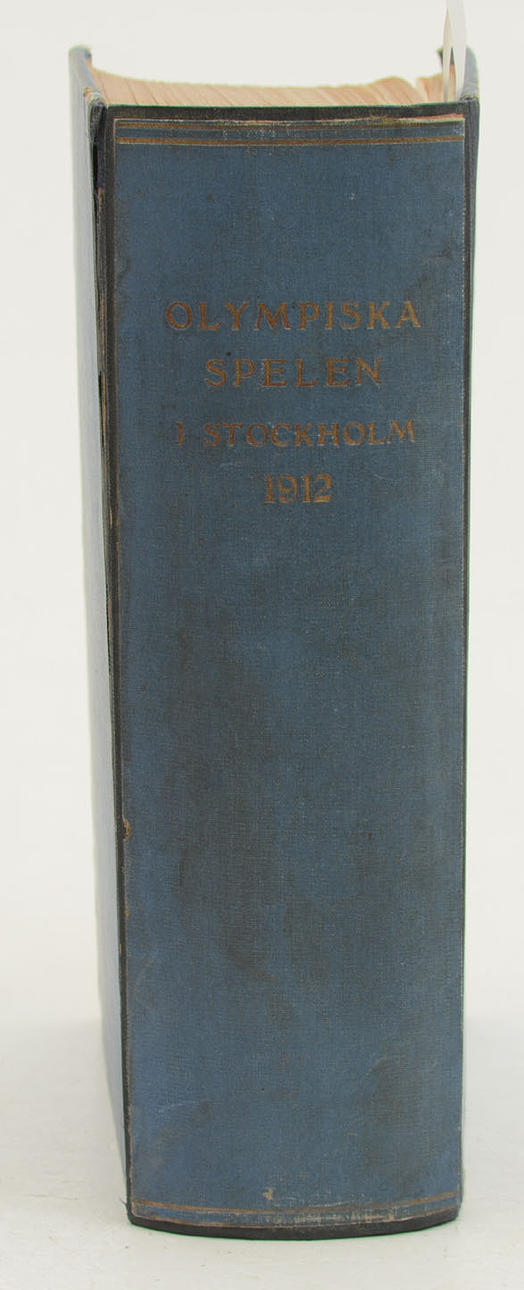 OLYMPISKA
SPELEN
I STOCKHOLM
1912